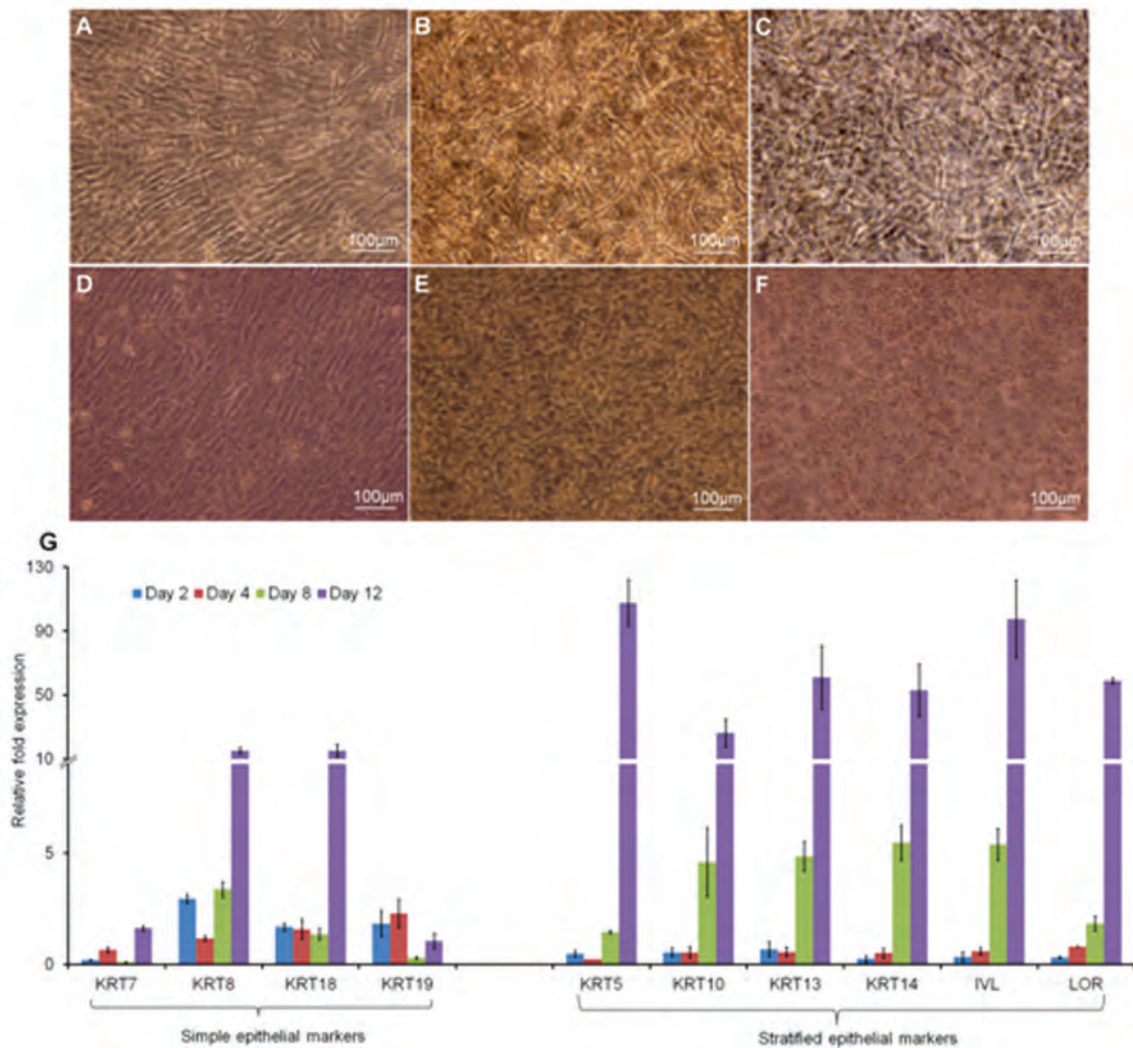 A
B
C
100μm
100μm
100μm
D
E
F
100μm
100μm
100μm
G
130
90
50
10
5
0
Relative fold expression
Day 2 Day 4 Day 8 Day 12
KRT7 KRT8 KRT18 KRT19 KRT5 KRT10 KRT13 KRT14 IVL LOR
Simple epithelial markers
Stratified epithelial markers